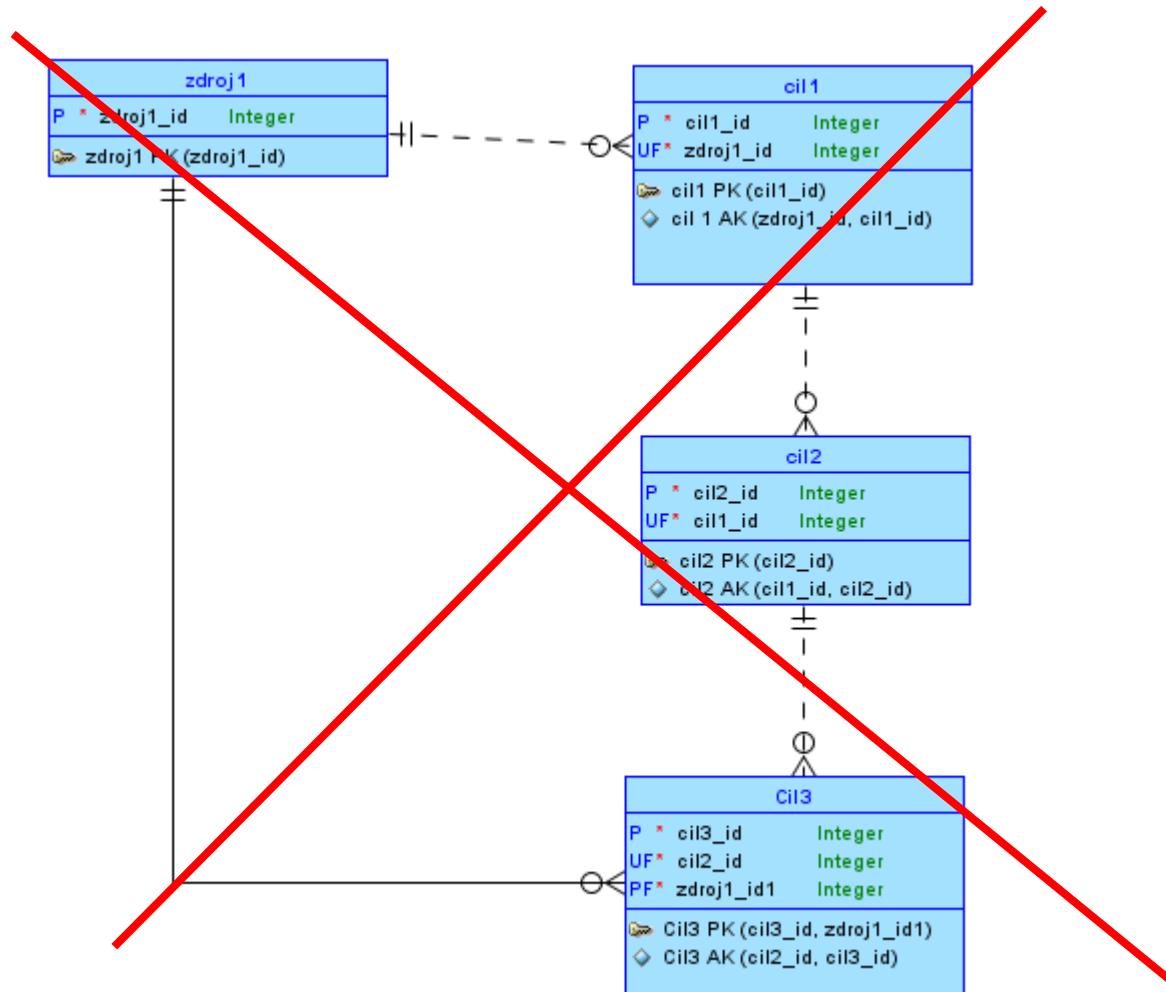 zdroj1
P * zdroj1_id Integer
zdroj1 PK (zdroj1_id)
cil1
P * cil1_id Integer
UF* zdroj1_id Integer
cil1 PK (cil1_id)
cil 1 AK (zdroj1_id, cil1_id)
cil2
P * cil2_id Integer
UF* cil1_id Integer
cil2 PK (cil2_id)
cil2 AK (cil1_id, cil2_id)
Cil3
P * cil3_id Integer
UF* cil2_id Integer
PF* zdroj1_id1 Integer
Cil3 PK (cil3_id, zdroj1_id1)
Cil3 AK (cil2_id, cil3_id)